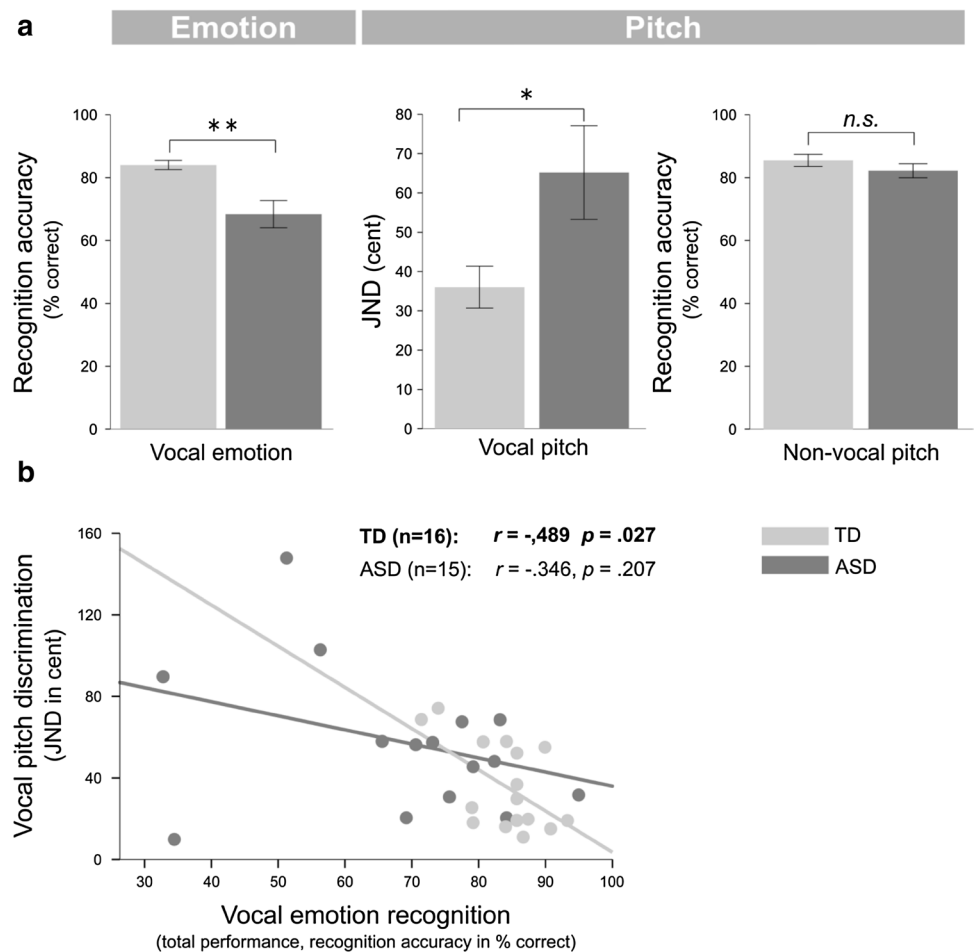 a
Emotion
Pitch
Recognition accuracy
(% correct)
100
80
60
40
20
0
**
Vocal emotion
JND (cent)
80
70
60
50
40
30
20
10
0
*
Vocal pitch
Recognition accuracy
(% correct)
100
80
60
40
20
0
n.s.
Non-vocal pitch
b
Vocal pitch discrimination
(JND in cent)
160
120
80
40
0
TD (n=16): r = -,489 p = .027
ASD (n=15): r = -.346, p = .207
TD
ASD
30 40 50 60 70 80 90 100
Vocal emotion recognition
(total performance, recognition accuracy in % correct)